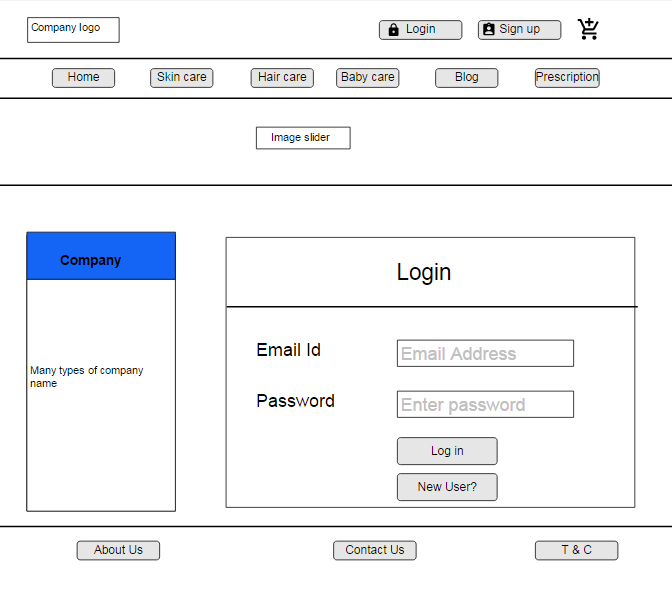 Company logo
Login
Sign up
Home
Skin care
Hair care
Baby care
Blog
Prescription
Image slider
Company
Many types of company
name
Login
Email Id
Email Address
Password
Enter password
Log in
New User?
About Us
Contact Us
T & C